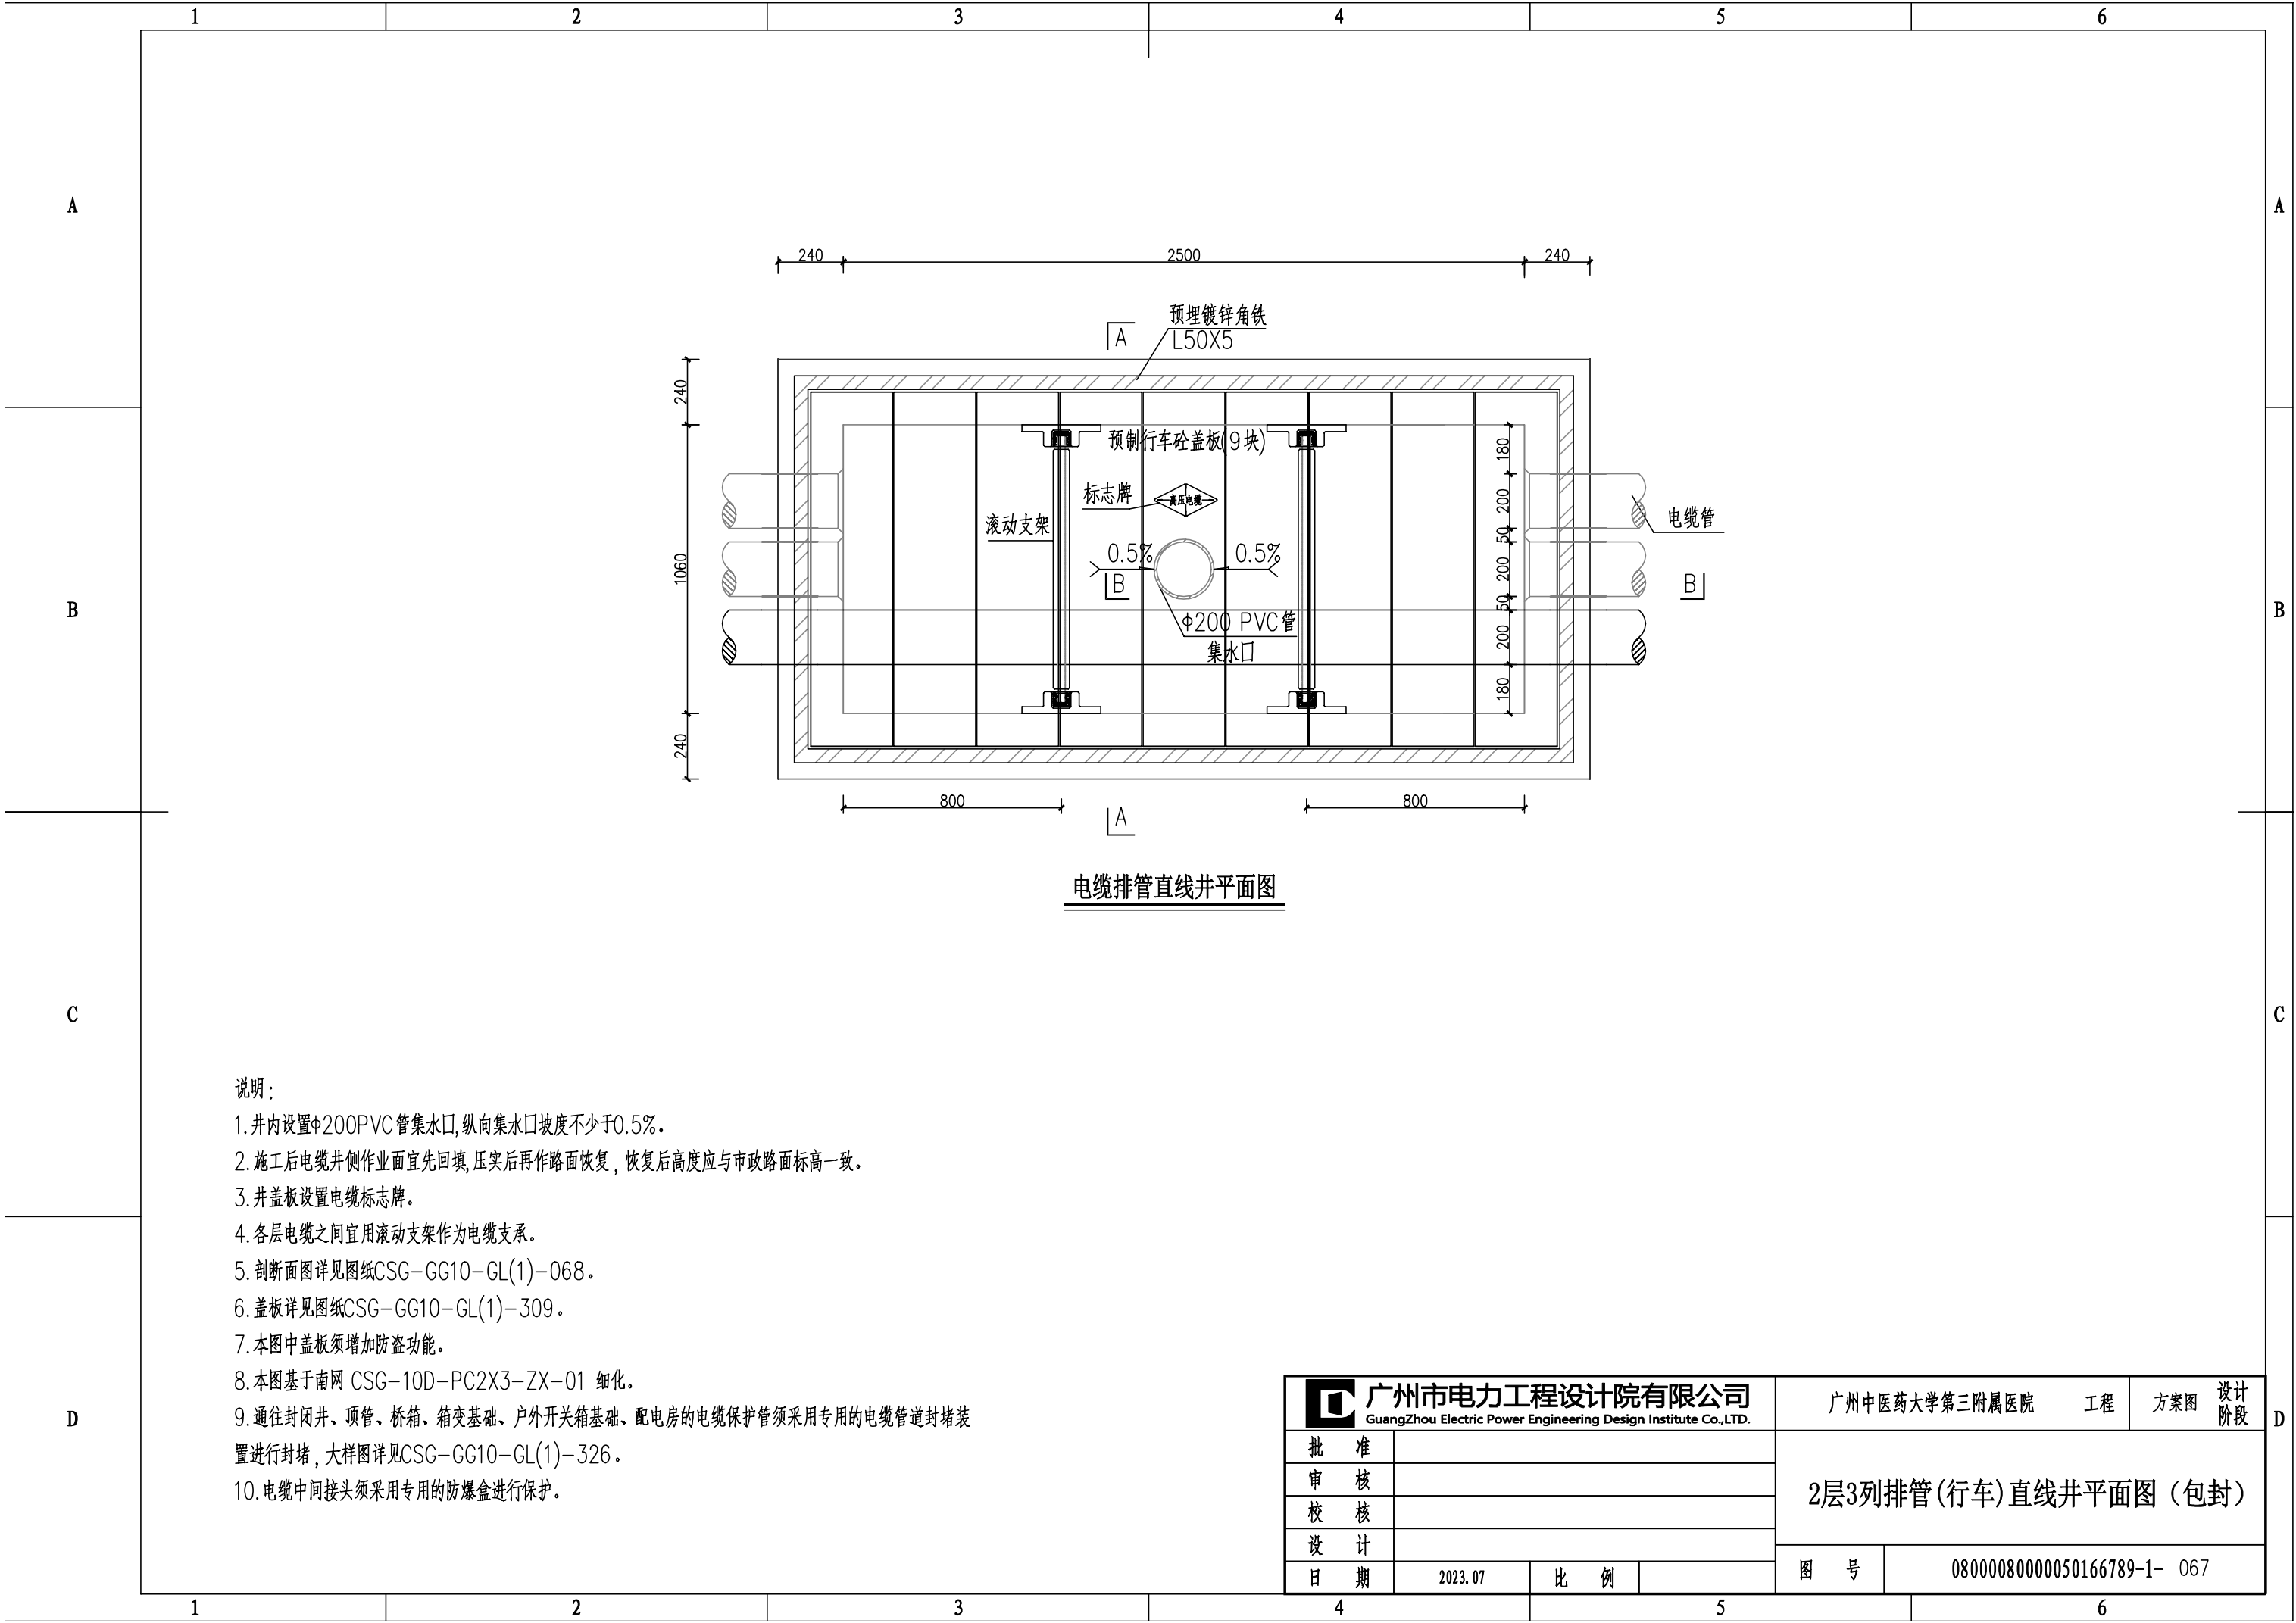 1 2 3 4 5 6
A A
240 2500 240
预埋镀锌角铁
L50X5
A
240
预制行车砼盖板(9块)
180
标志牌
高压电缆
200
滚动支架
电缆管
50
0.5% 0.5%
1060
200
B B B B
50
Φ200 PVC管
200
集水口
180
240
800 800
A
电缆排管直线井平面图
C C
说明：
1.井内设置Φ200PVC管集水口,纵向集水口坡度不少于0.5%。
2.施工后电缆井侧作业面宜先回填,压实后再作路面恢复，恢复后高度应与市政路面标高一致。
3.井盖板设置电缆标志牌。
4.各层电缆之间宜用滚动支架作为电缆支承。
5.剖断面图详见图纸CSG-GG10-GL(1)-068。
6.盖板详见图纸CSG-GG10-GL(1)-309。
7.本图中盖板须增加防盗功能。
8.本图基于南网 CSG-10D-PC2X3-ZX-01 细化。
9.通往封闭井、顶管、桥箱、箱变基础、户外开关箱基础、配电房的电缆保护管须采用专用的电缆管道封堵装
置进行封堵，大样图详见CSG-GG10-GL(1)-326。
10.电缆中间接头须采用专用的防爆盒进行保护。
D D
广州市电力工程设计院有限公司
GuangZhou Electric Power Engineering Design Institute Co.,LTD.
广州中医药大学第三附属医院 工程 方案图 设计阶段
批 准
审 核
校 核
设 计
日 期 2023.07 比 例
2层3列排管(行车)直线井平面图（包封）
图 号 08000080000050166789-1- 067
1 2 3 4 5 6